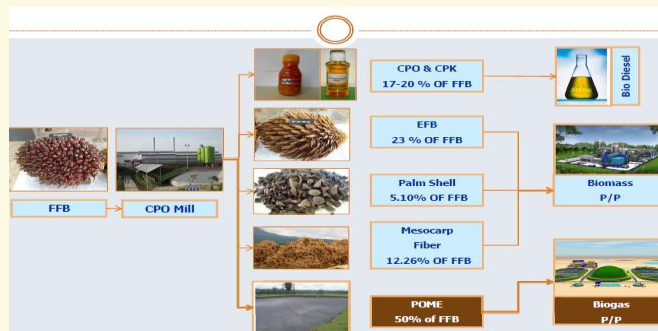 CPO & CPK
17-20 % OF FFB
Bio Diesel
EFB
23 % OF FFB
FFB
CPO Mill
Palm Shell
5.10% OF FFB
Biomass
P/P
Mesocarp
Fiber
12.26% OF FFB
POME
50% of FFB
Biogas
P/P